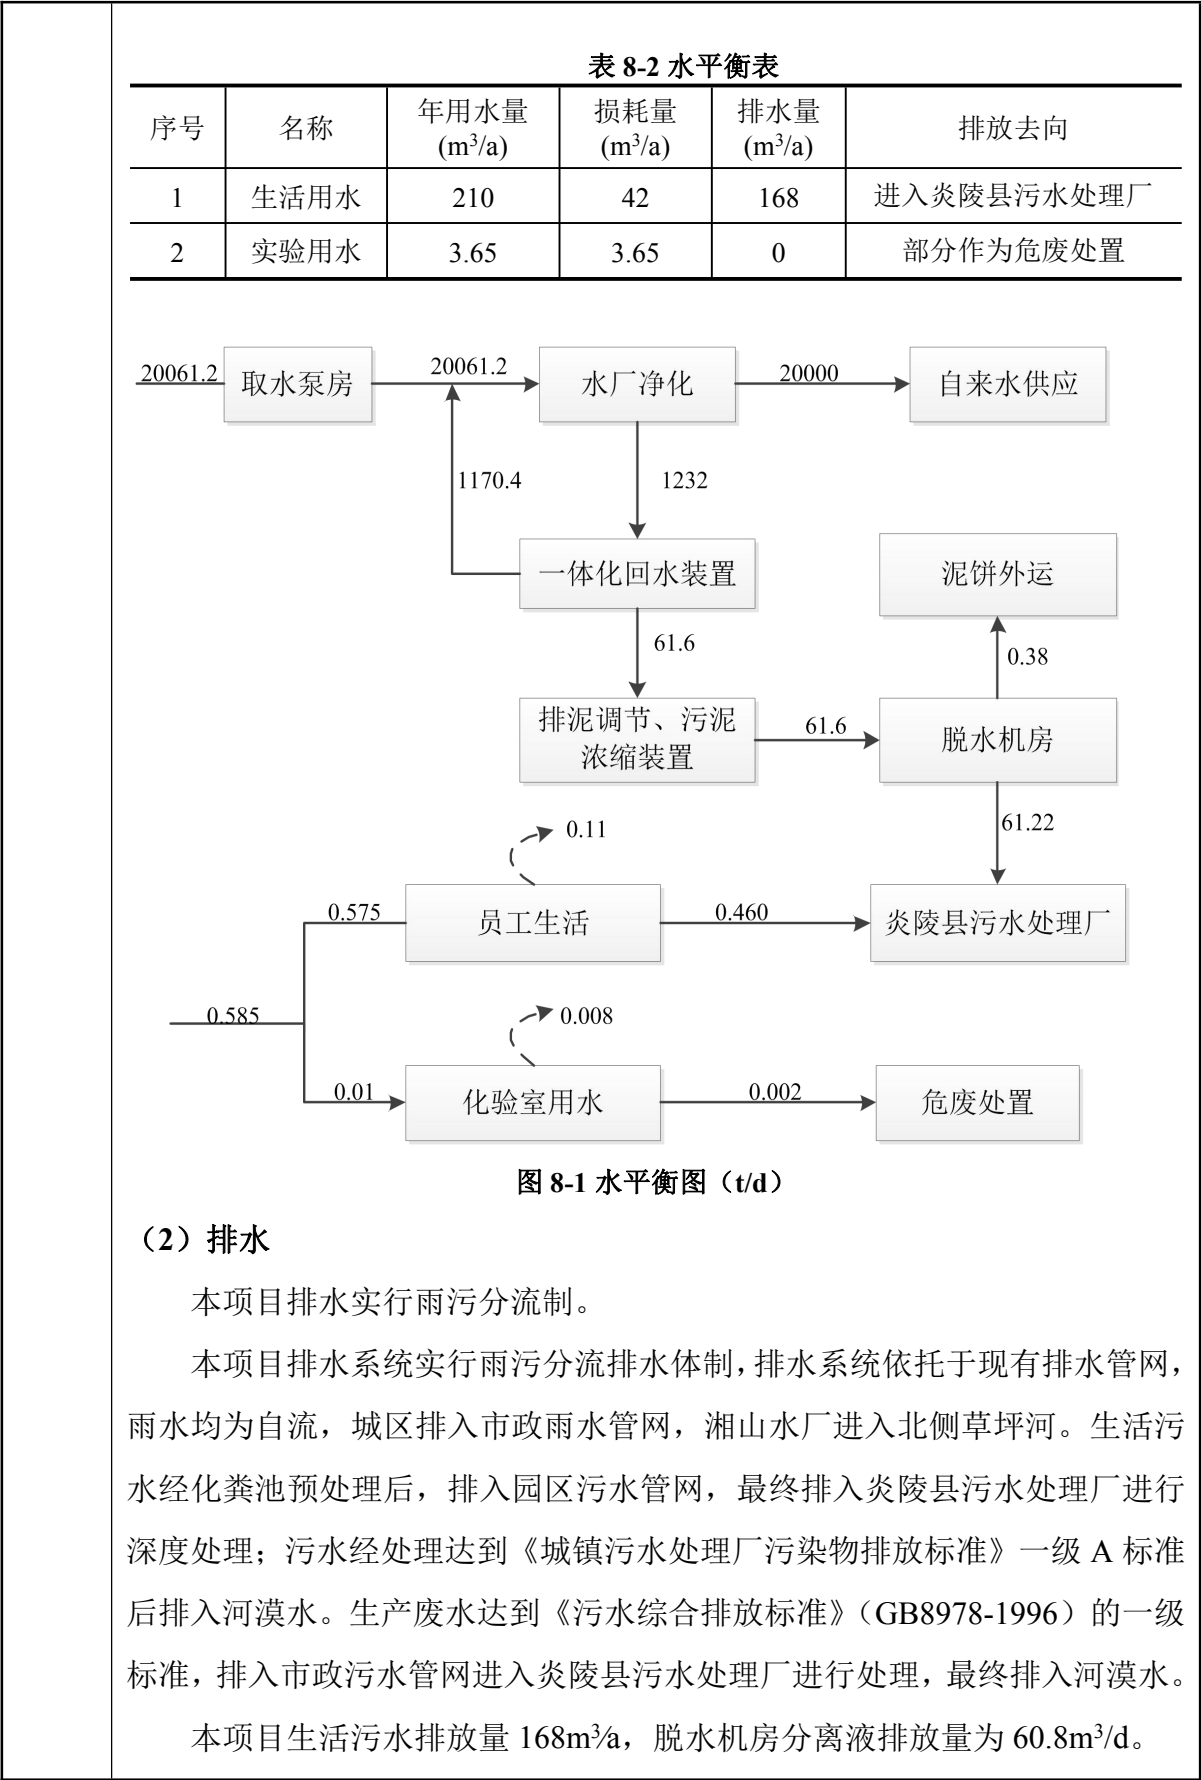 表 8-2 水平衡表
序号 名称 年用水量 (m³/a) 损耗量 (m³/a) 排水量 (m³/a) 排放去向
1 生活用水 210 42 168 进入炎陵县污水处理厂
2 实验用水 3.65 3.65 0 部分作为危废处置
20061.2 取水泵房 20061.2 水厂净化 20000 自来水供应
1170.4 1232
一体化回水装置 泥饼外运
61.6 0.38
排泥调节、污泥
浓缩装置 61.6 脱水机房
0.11 61.22
0.575 员工生活 0.460 炎陵县污水处理厂
0.585 0.008
0.01 化验室用水 0.002 危废处置
图 8-1 水平衡图（t/d）
（2）排水
本项目排水实行雨污分流制。
本项目排水系统实行雨污分流排水体制，排水系统依托于现有排水管网，
雨水均为自流，城区排入市政雨水管网，湘山水厂进入北侧草坪河。生活污
水经化粪池预处理后，排入园区污水管网，最终排入炎陵县污水处理厂进行
深度处理；污水经处理达到《城镇污水处理厂污染物排放标准》一级 A 标准
后排入河漠水。生产废水达到《污水综合排放标准》（GB8978-1996）的一级
标准，排入市政污水管网进入炎陵县污水处理厂进行处理，最终排入河漠水。
本项目生活污水排放量 168m³/a，脱水机房分离液排放量为 60.8m³/d。